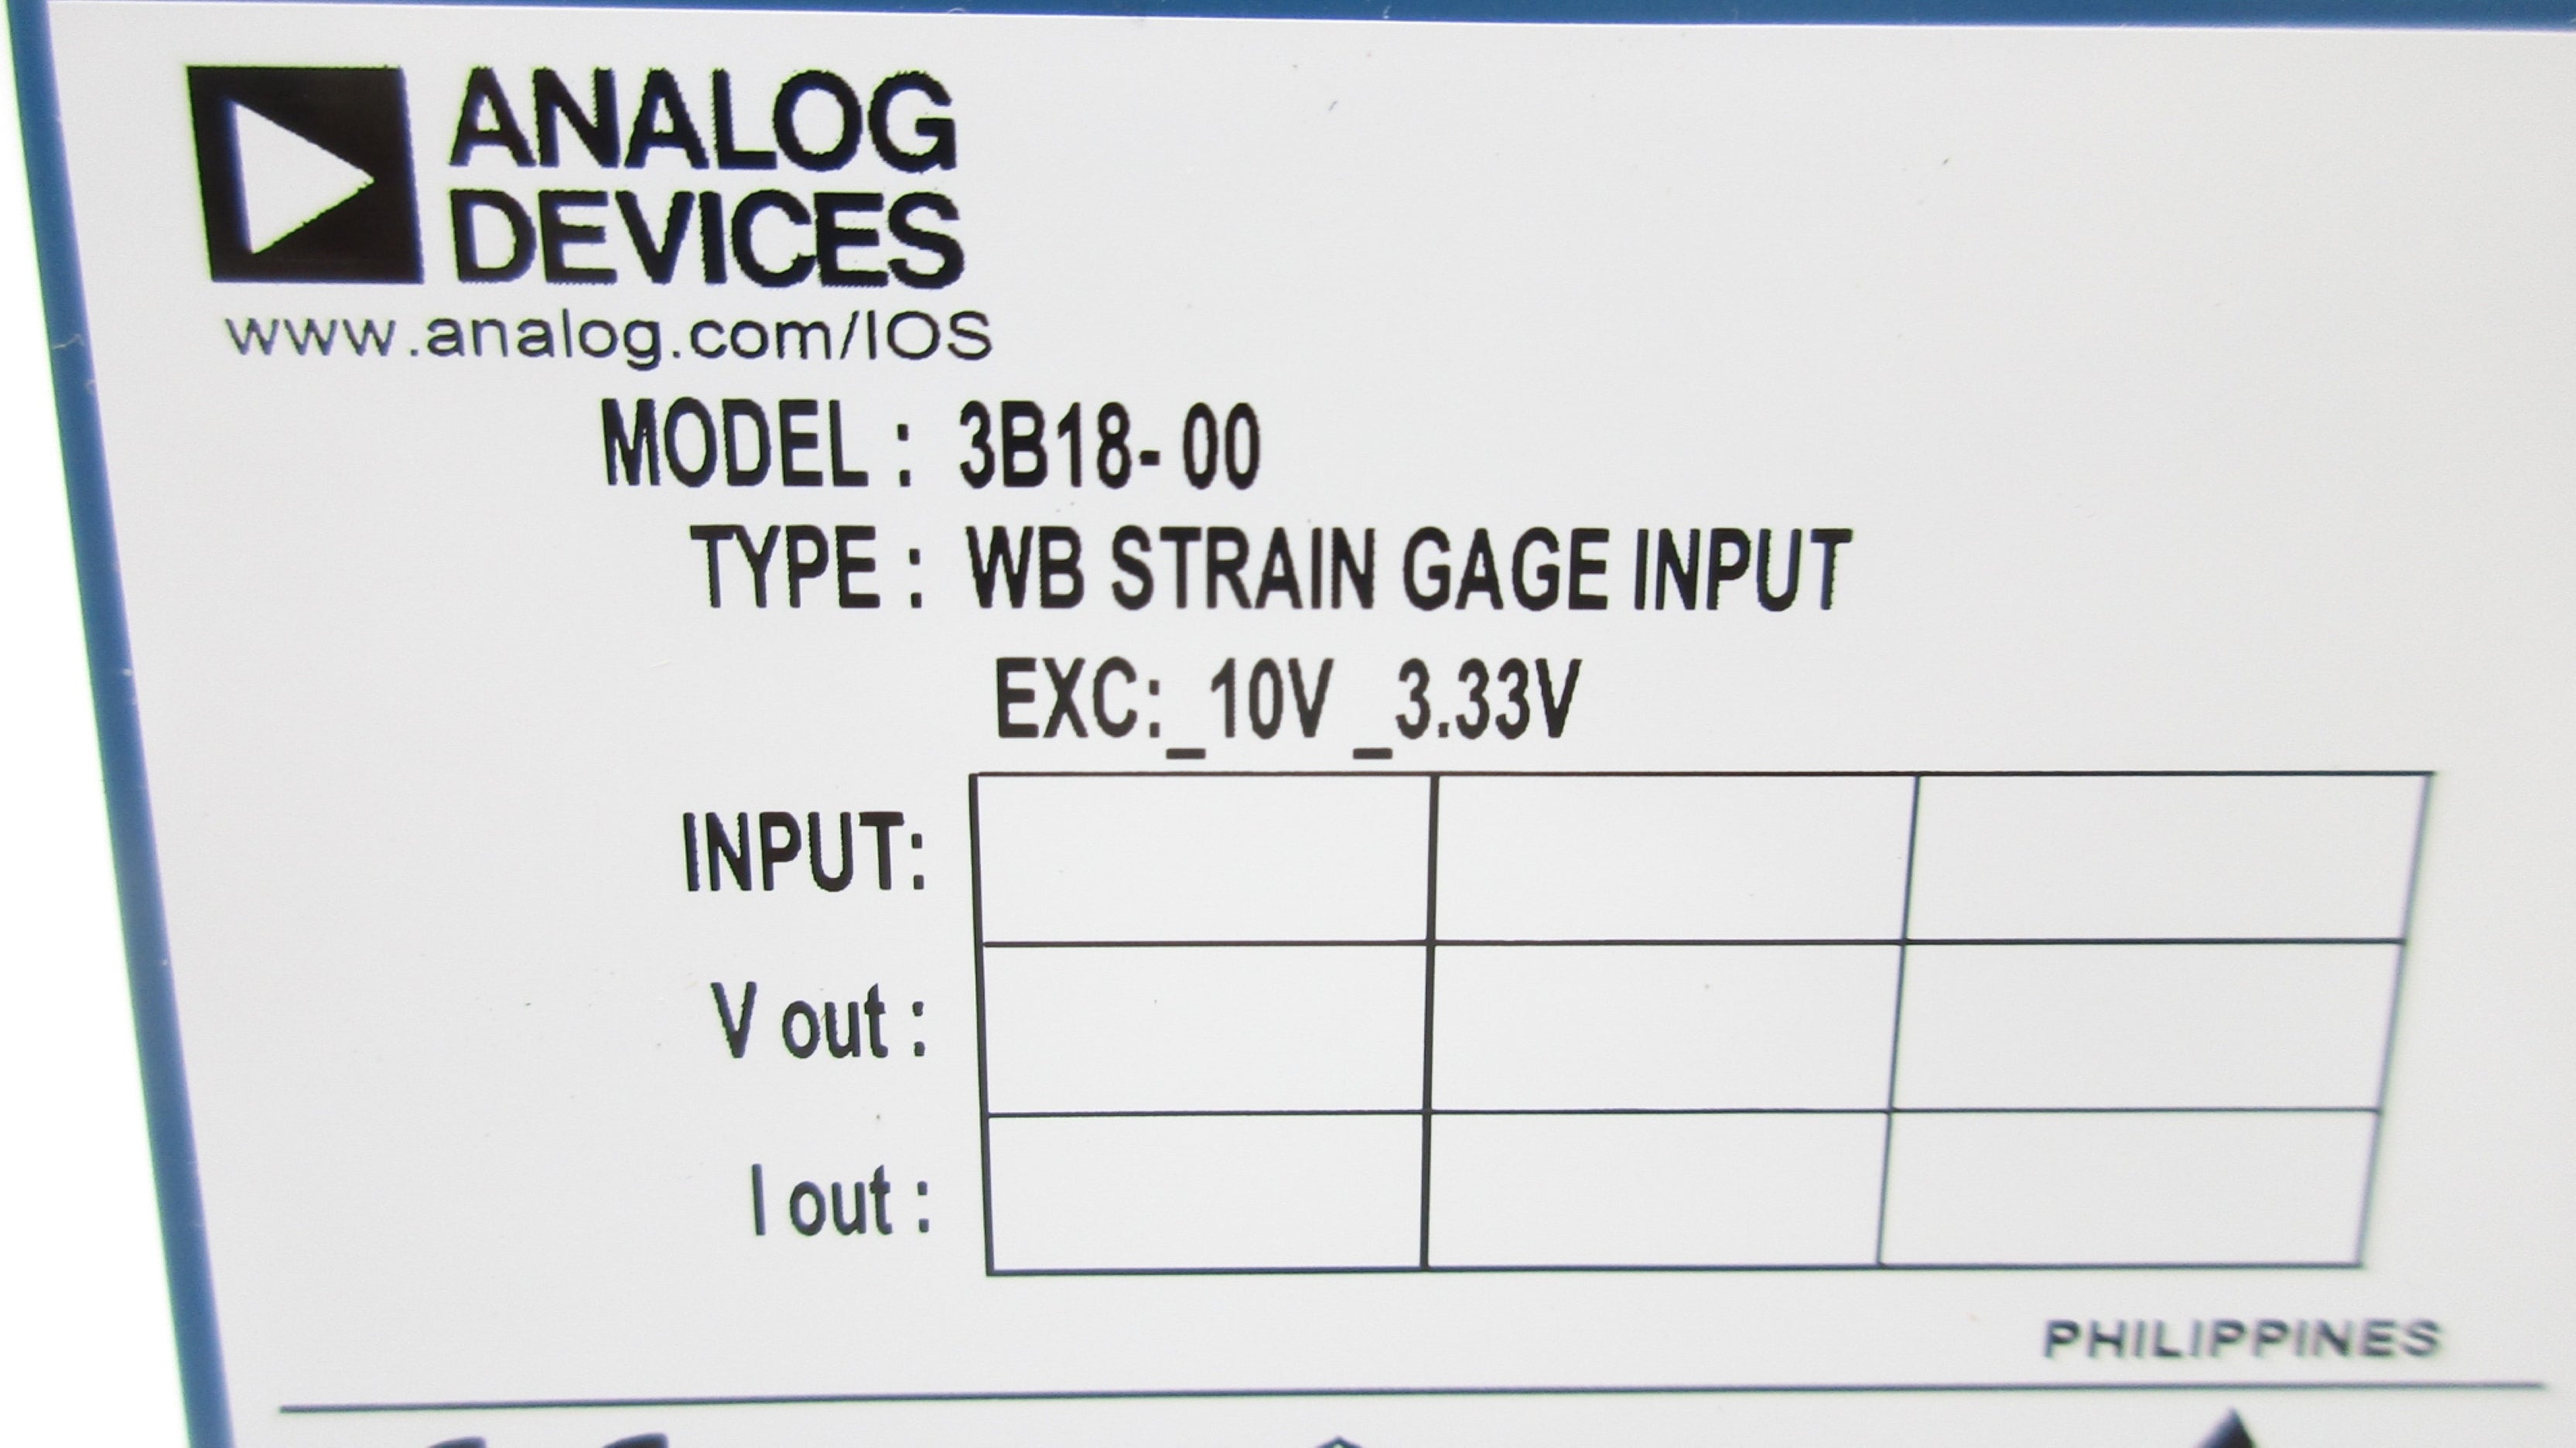 ANALOG
DEVICES
www.analog.com/IOS
MODEL : 3B18- 00
TYPE : WB STRAIN GAGE INPUT
EXC:_10V _3.33V
INPUT:
V out :
I out :
PHILIPPINES